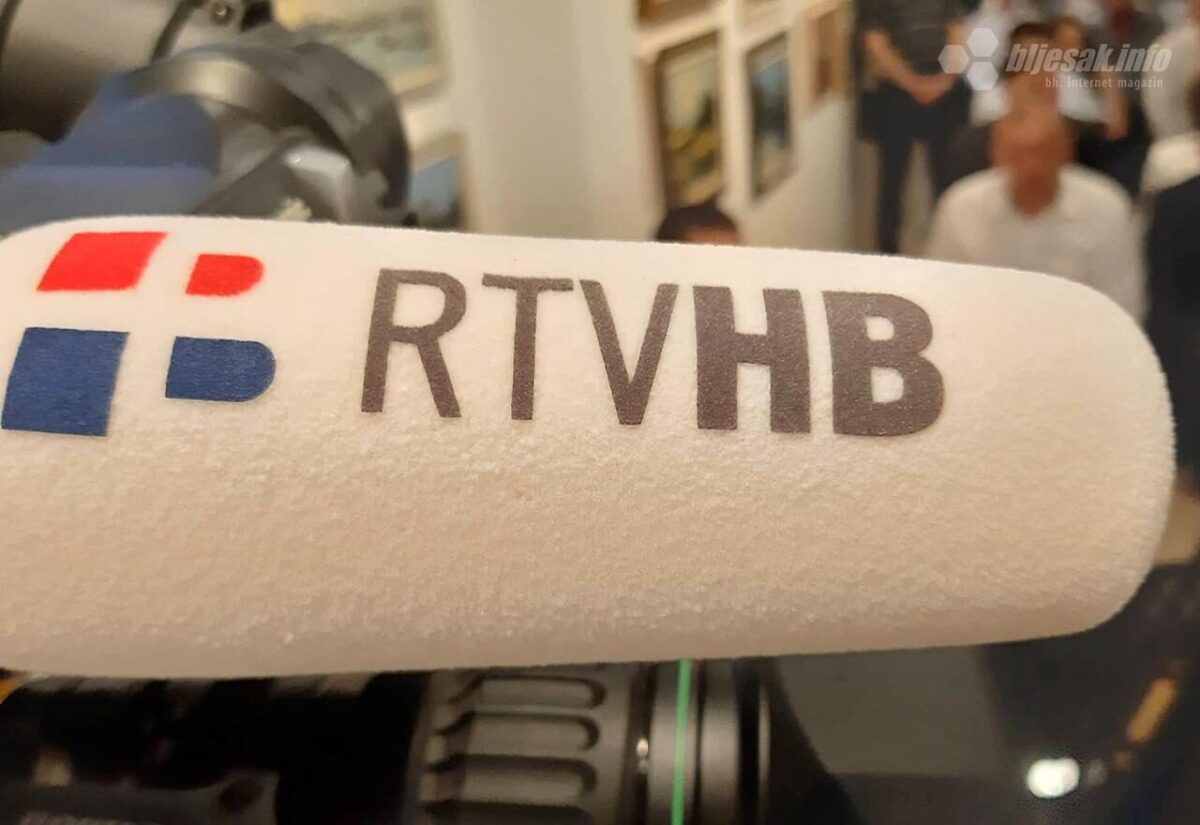 bljesak.info
bh. internet magazin
RTVHB